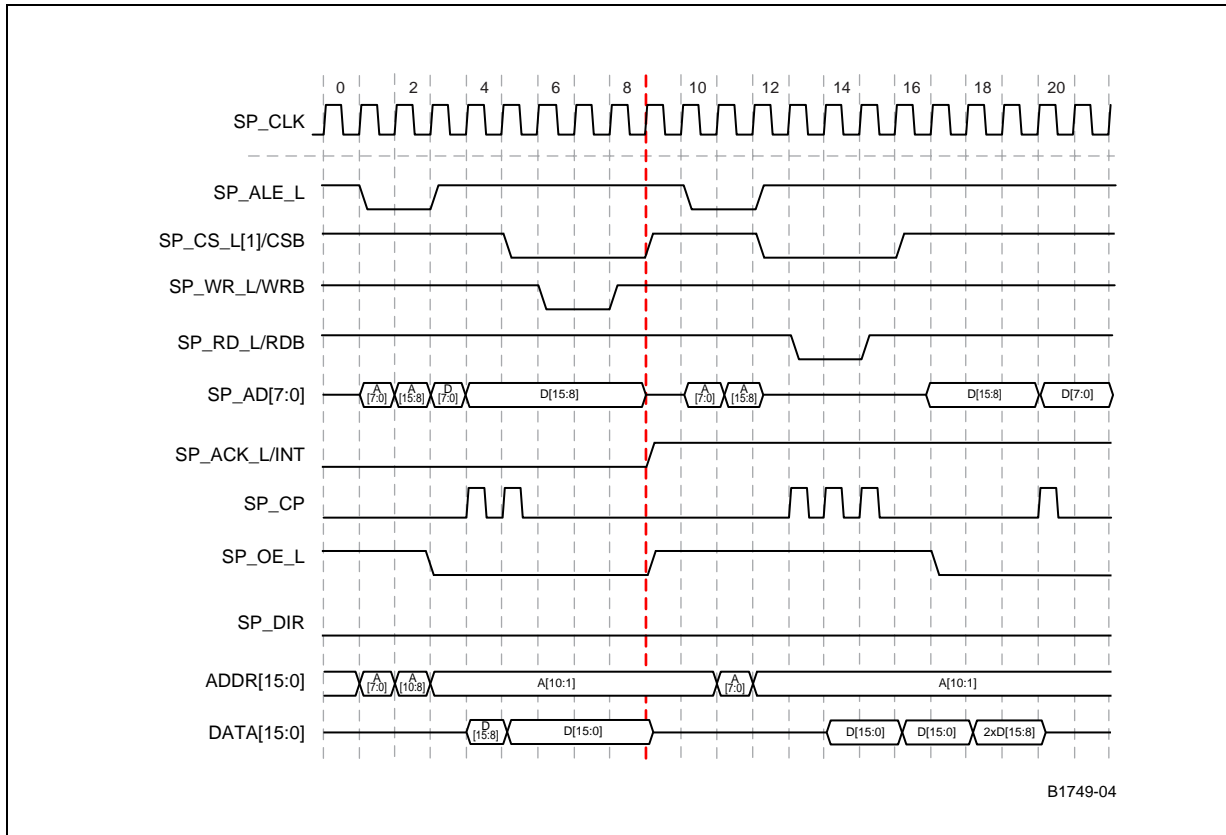 0 2 4 6 8 10 12 14 16 18 20
SP_CLK
SP_ALE_L
SP_CS_L[1]/CSB
SP_WR_L/WRB
SP_RD_L/RDB
SP_AD[7:0] A [7:0] A [15:8] D [7:0] D[15:8] A [7:0] A [15:8] D[15:8] D[7:0]
SP_ACK_L/INT
SP_CP
SP_OE_L
SP_DIR
ADDR[15:0] A [7:0] A [10:8] A[10:1] A [7:0] A[10:1]
DATA[15:0] D [15:8] D[15:0] D[15:0] D[15:0] 2xD[15:8]
B1749-04